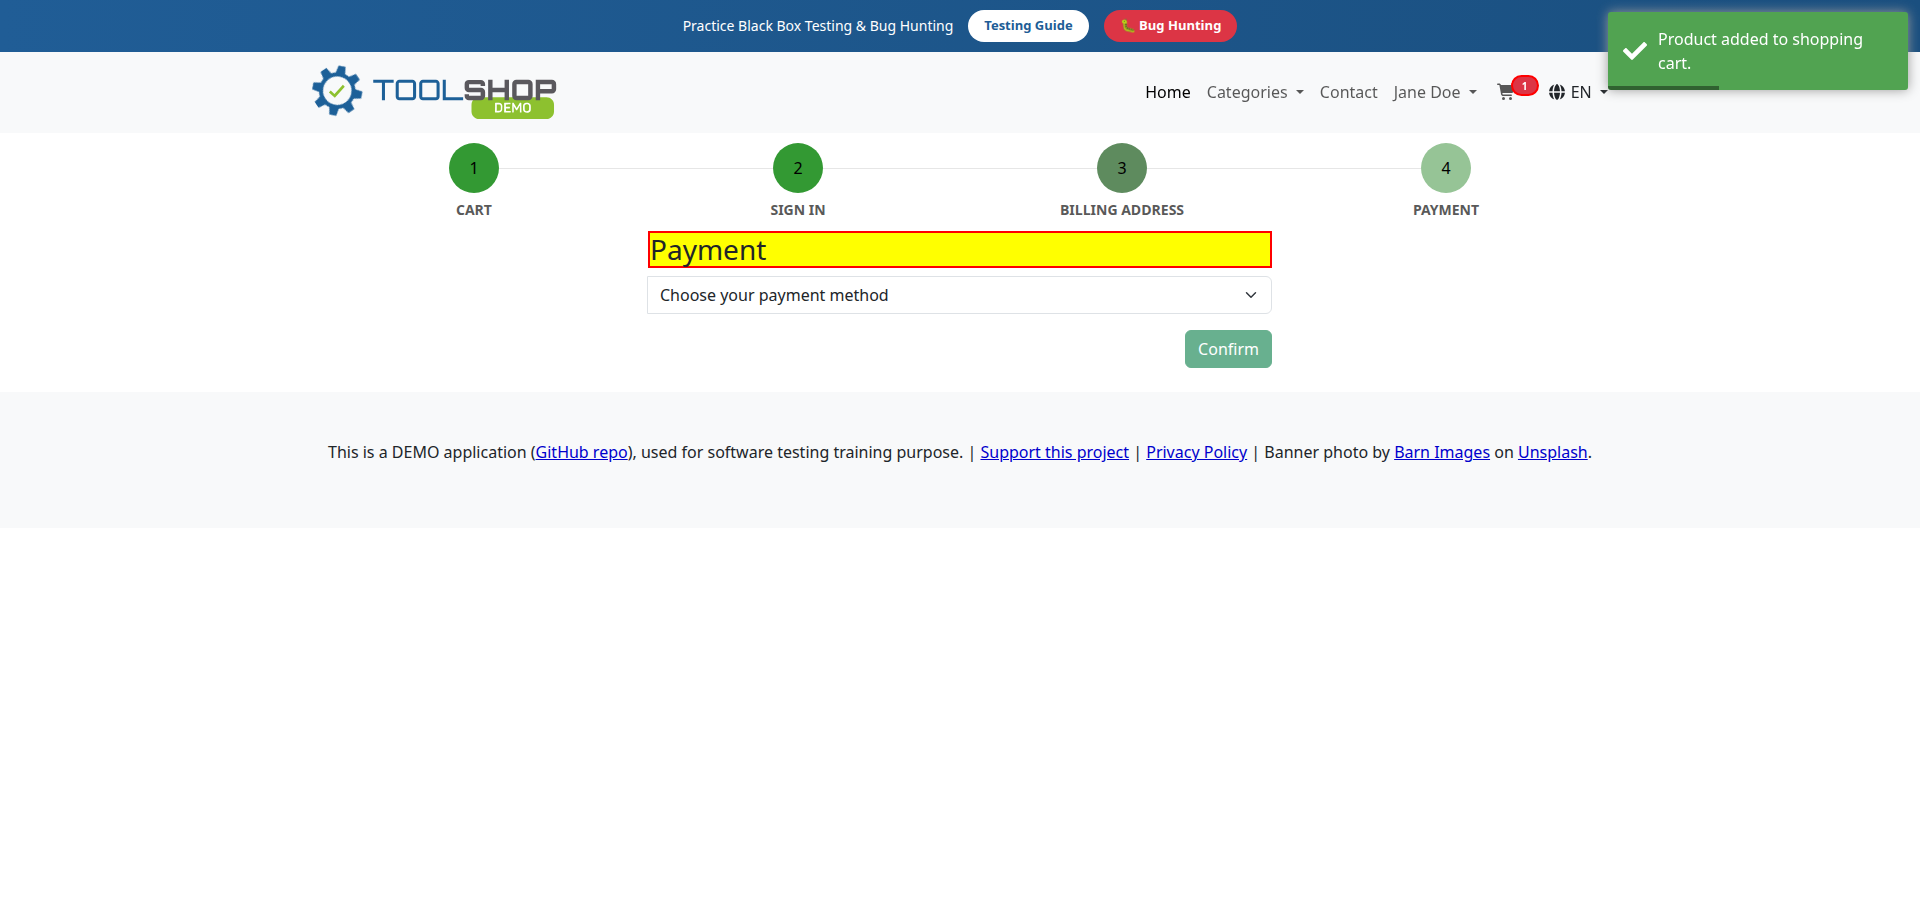 Practice Black Box Testing & Bug Hunting Testing Guide Bug Hunting
Product added to shopping
cart.
TOOLSHOP
DEMO
Home Categories Contact Jane Doe 1 EN
1 2 3 4
CART SIGN IN BILLING ADDRESS PAYMENT
Payment
Choose your payment method
Confirm
This is a DEMO application (GitHub repo), used for software testing training purpose. | Support this project | Privacy Policy | Banner photo by Barn Images on Unsplash.